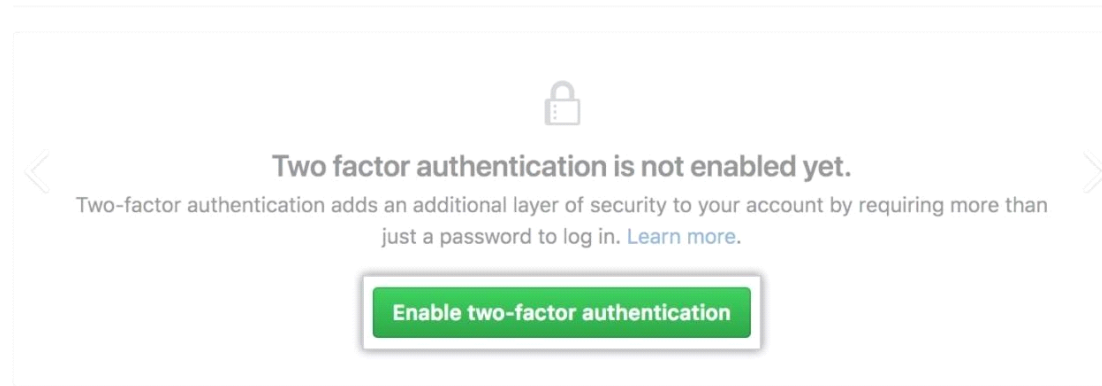 Two factor authentication is not enabled yet.
Two-factor authentication adds an additional layer of security to your account by requiring more than
just a password to log in. Learn more.
Enable two-factor authentication